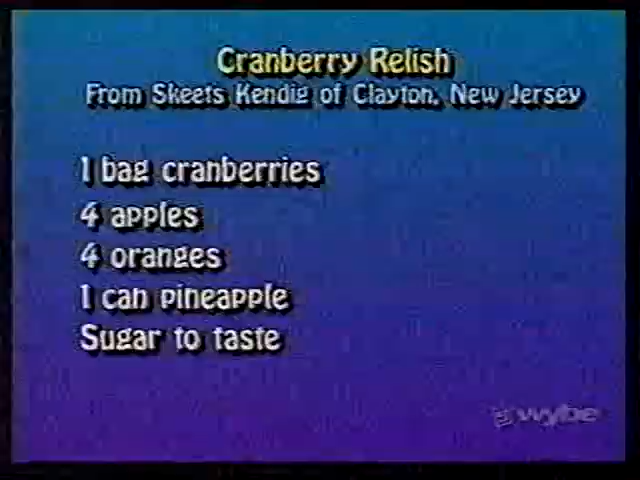 Cranberry Relish
From Skeets Kendig of Clayton, New Jersey
1 bag cranberries
4 apples
4 oranges
1 can pineapple
Sugar to taste
wybe